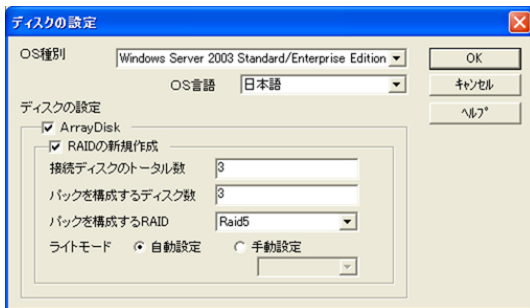 ディスクの設定
OS種別 Windows Server 2003 Standard/Enterprise Edition OK
OS言語 日本語 キャンセル
ディスクの設定 ヘルプ
ArrayDisk
RAIDの新規作成
接続ディスクのトータル数 3
パックを構成するディスク数 3
パックを構成するRAID Raid5
ライトモード 自動設定 手動設定